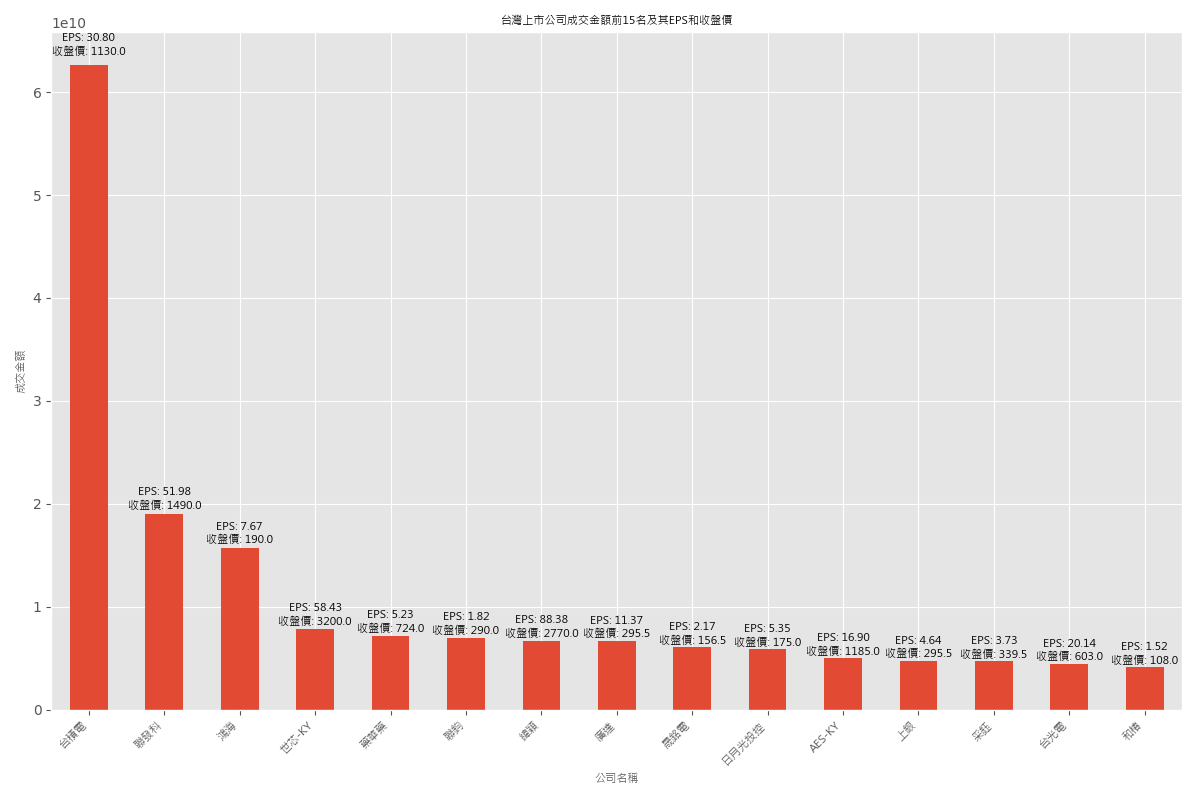 台灣上市公司成交金額前15名及其EPS和收盤價
1e10
EPS: 30.80
收盤價: 1130.0
EPS: 51.98
收盤價: 1490.0
EPS: 7.67
收盤價: 190.0
EPS: 58.43
收盤價: 3200.0
EPS: 5.23
收盤價: 724.0
EPS: 1.82
收盤價: 290.0
EPS: 88.38
收盤價: 2770.0
EPS: 11.37
收盤價: 295.5
EPS: 2.17
收盤價: 156.5
EPS: 5.35
收盤價: 175.0
EPS: 16.90
收盤價: 1185.0
EPS: 4.64
收盤價: 295.5
EPS: 3.73
收盤價: 339.5
EPS: 20.14
收盤價: 603.0
EPS: 1.52
收盤價: 108.0
6
5
4
3
2
1
0
成交金額
台積電
聯發科
鴻海
世芯-KY
藥華藥
聯鈞
緯穎
廣達
晟銘電
日月光投控
AES-KY
上銀
采鈺
台光電
和椿
公司名稱